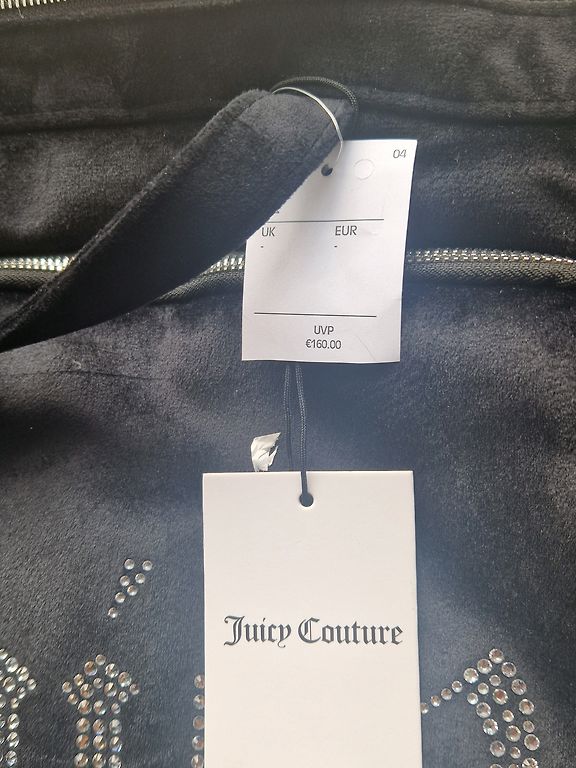 04
UK EUR
- -
UVP
€160.00
Juicy Couture